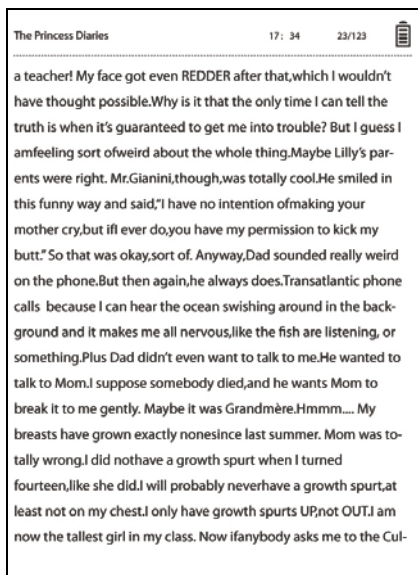 The Princess Diaries 17: 34 23/123
a teacher! My face got even REDDER after that,which I wouldn't
have thought possible.Why is it that the only time I can tell the
truth is when it's guaranteed to get me into trouble? But I guess I
amfeeling sort ofweird about the whole thing.Maybe Lilly's par-
ents were right. Mr.Gianini,though,was totally cool.He smiled in
this funny way and said,"I have no intention ofmaking your
mother cry,but ifI ever do,you have my permission to kick my
butt." So that was okay,sort of. Anyway,Dad sounded really weird
on the phone.But then again,he always does.Transatlantic phone
calls  because I can hear the ocean swishing around in the back-
ground and it makes me all nervous,like the fish are listening, or
something.Plus Dad didn't even want to talk to me.He wanted to
talk to Mom.I suppose somebody died,and he wants Mom to
break it to me gently. Maybe it was Grandmère.Hmmm.... My
breasts have grown exactly nonesince last summer. Mom was to-
tally wrong.I did nothave a growth spurt when I turned
fourteen,like she did.I will probably neverhave a growth spurt,at
least not on my chest.I only have growth spurts UP,not OUT.I am
now the tallest girl in my class. Now ifanybody asks me to the Cul-